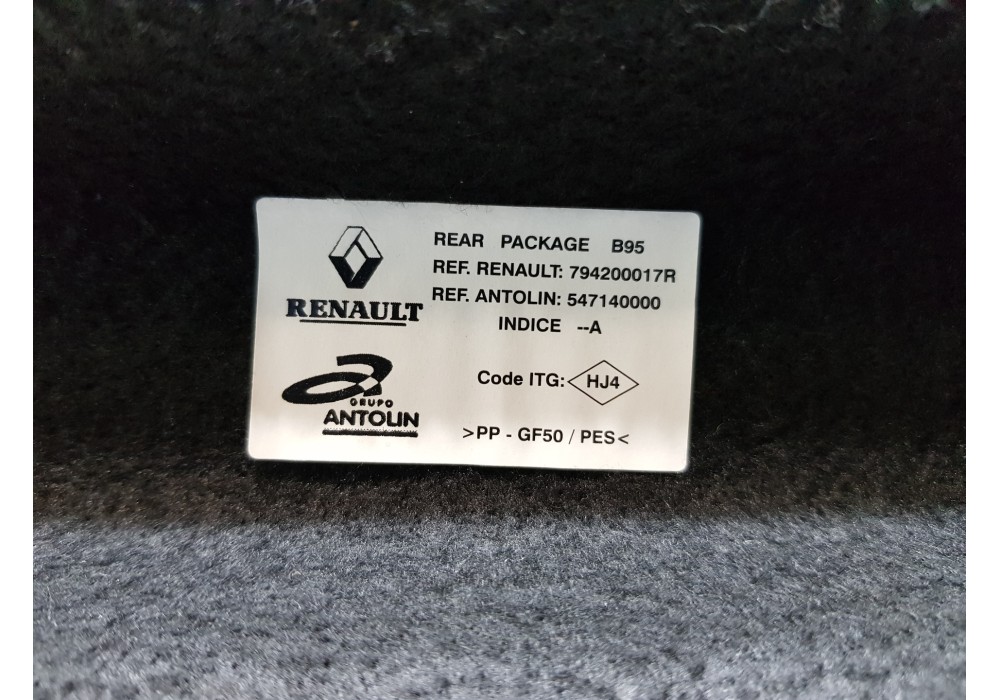 RENAULT
REAR PACKAGE B95
REF. RENAULT: 794200017R
REF. ANTOLIN: 547140000
INDICE --A
GRUPO
ANTOLIN
Code ITG: HJ4
>PP - GF50 / PES<